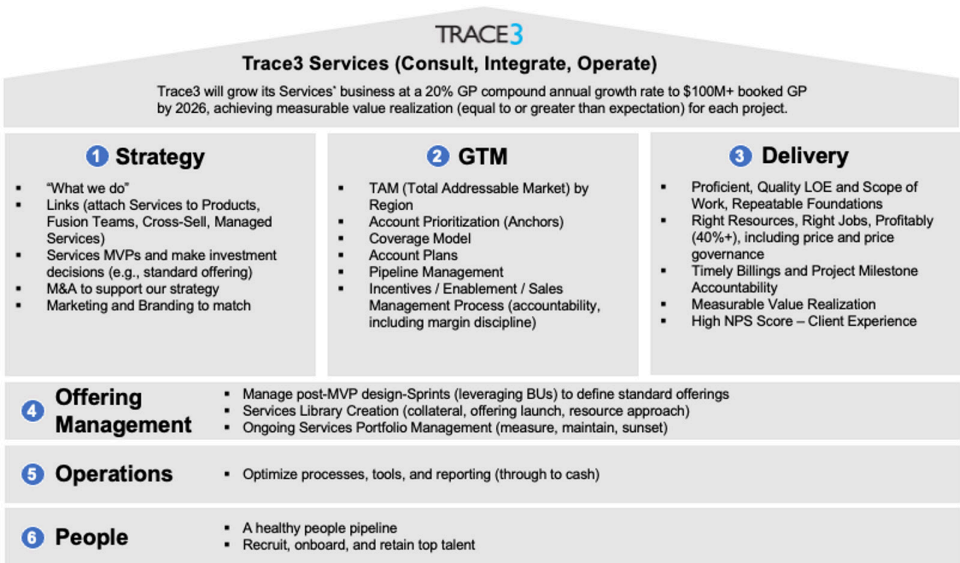 TRACE3
Trace3 Services (Consult, Integrate, Operate)
Trace3 will grow its Services* business at a 20% GP compound annual growth rate to $100M+ booked GP
by 2026, achieving measurable value realization (equal to or greater than expectation) for each project.
1 Strategy
▪ “What we do”
▪ Links (attach Services to Products,
Fusion Teams, Cross-Sell, Managed
Services)
▪ Services MVPs and make investment
decisions (e.g., standard offering)
▪ M&A to support our strategy
▪ Marketing and Branding to match
2 GTM
▪ TAM (Total Addressable Market) by
Region
▪ Account Prioritization (Anchors)
▪ Coverage Model
▪ Account Plans
▪ Pipeline Management
▪ Incentives / Enablement / Sales
Management Process (accountability,
including margin discipline)
3 Delivery
▪ Proficient, Quality LOE and Scope of
Work, Repeatable Foundations
▪ Right Resources, Right Jobs, Profitably
(40%+), including price and price
governance
▪ Timely Billings and Project Milestone
Accountability
▪ Measurable Value Realization
▪ High NPS Score – Client Experience
4 Offering
Management
▪ Manage post-MVP design-Sprints (leveraging BUs) to define standard offerings
▪ Services Library Creation (collateral, offering launch, resource approach)
▪ Ongoing Services Portfolio Management (measure, maintain, sunset)
5 Operations
▪ Optimize processes, tools, and reporting (through to cash)
6 People
▪ A healthy people pipeline
▪ Recruit, onboard, and retain top talent